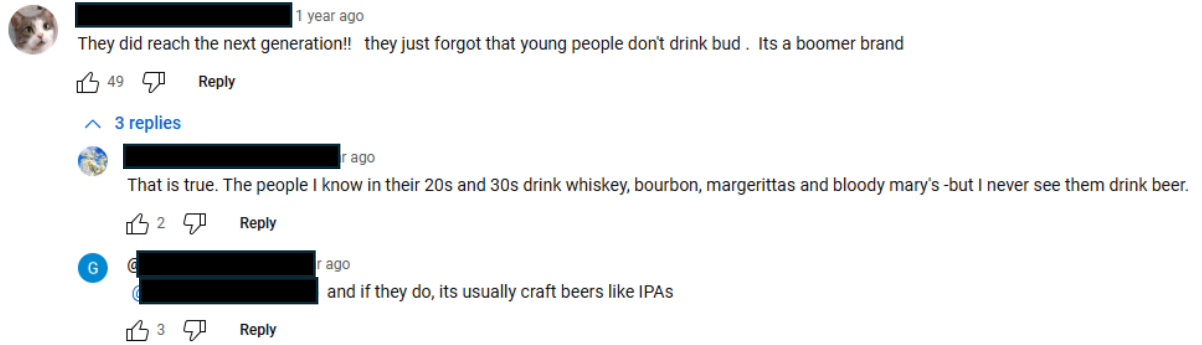 1 year ago
They did reach the next generation!! they just forgot that young people don't drink bud . Its a boomer brand
49 Reply
3 replies
r ago
That is true. The people I know in their 20s and 30s drink whiskey, bourbon, margerittas and bloody mary's -but I never see them drink beer.
2 Reply
G @ r ago
@ and if they do, its usually craft beers like IPAs
3 Reply